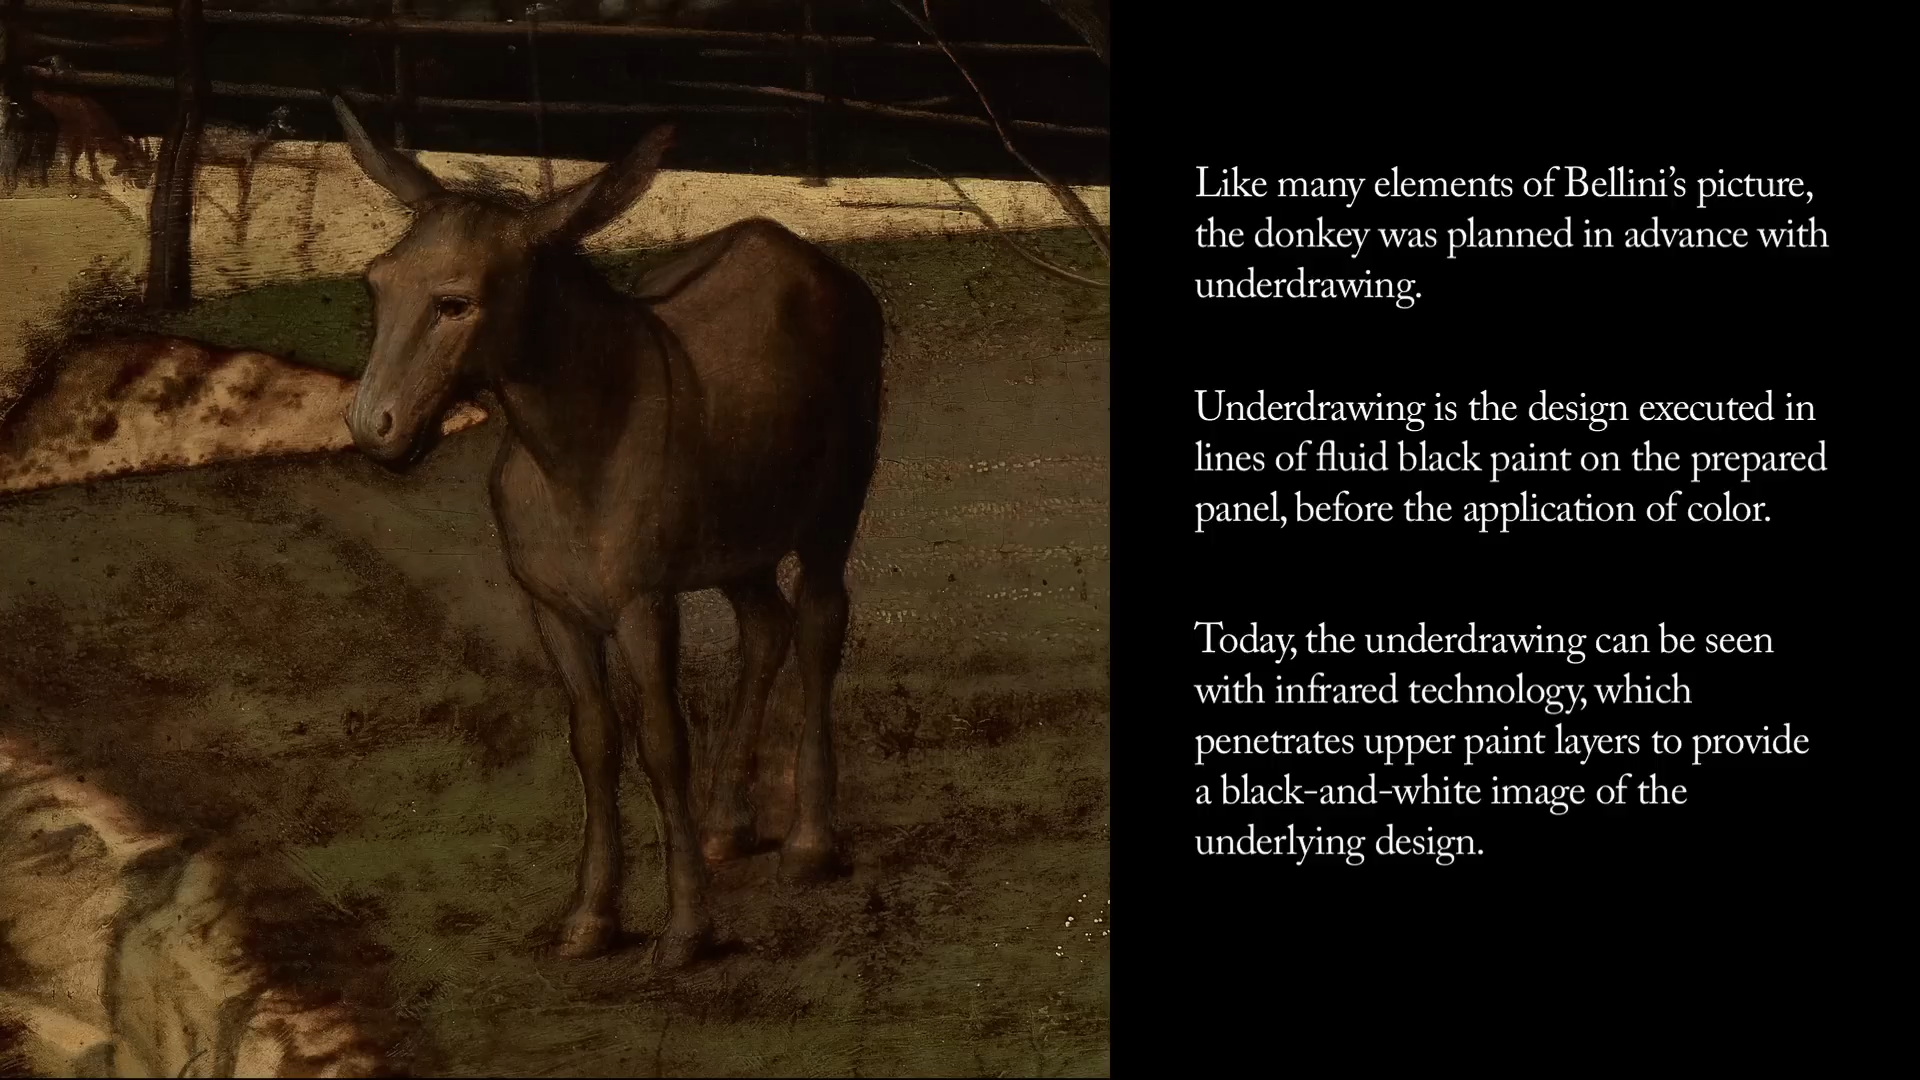 Like many elements of Bellini’s picture,
the donkey was planned in advance with
underdrawing.
Underdrawing is the design executed in
lines of fluid black paint on the prepared
panel, before the application of color.
Today, the underdrawing can be seen
with infrared technology, which
penetrates upper paint layers to provide
a black-and-white image of the
underlying design.